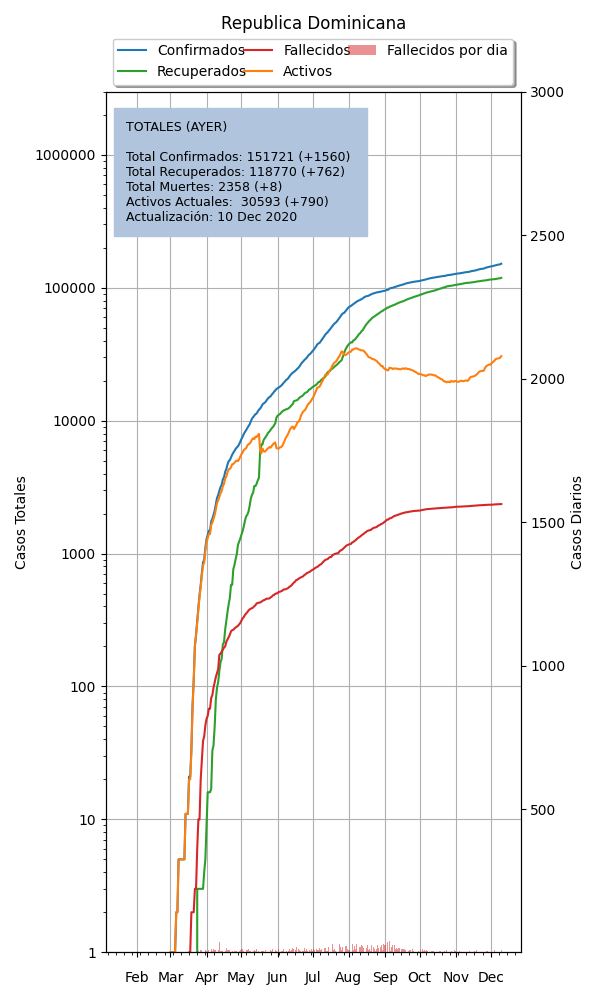 Republica Dominicana
Confirmados
Fallecidos
Fallecidos por dia
Recuperados
Activos
TOTALES (AYER)
Total Confirmados: 151721 (+1560)
Total Recuperados: 118770 (+762)
Total Muertes: 2358 (+8)
Activos Actuales:  30593 (+790)
Actualización: 10 Dec 2020
1000000
100000
10000
1000
100
10
1
Casos Totales
3000
2500
2000
1500
1000
500
Casos Diarios
Feb Mar Apr May Jun Jul Aug Sep Oct Nov Dec